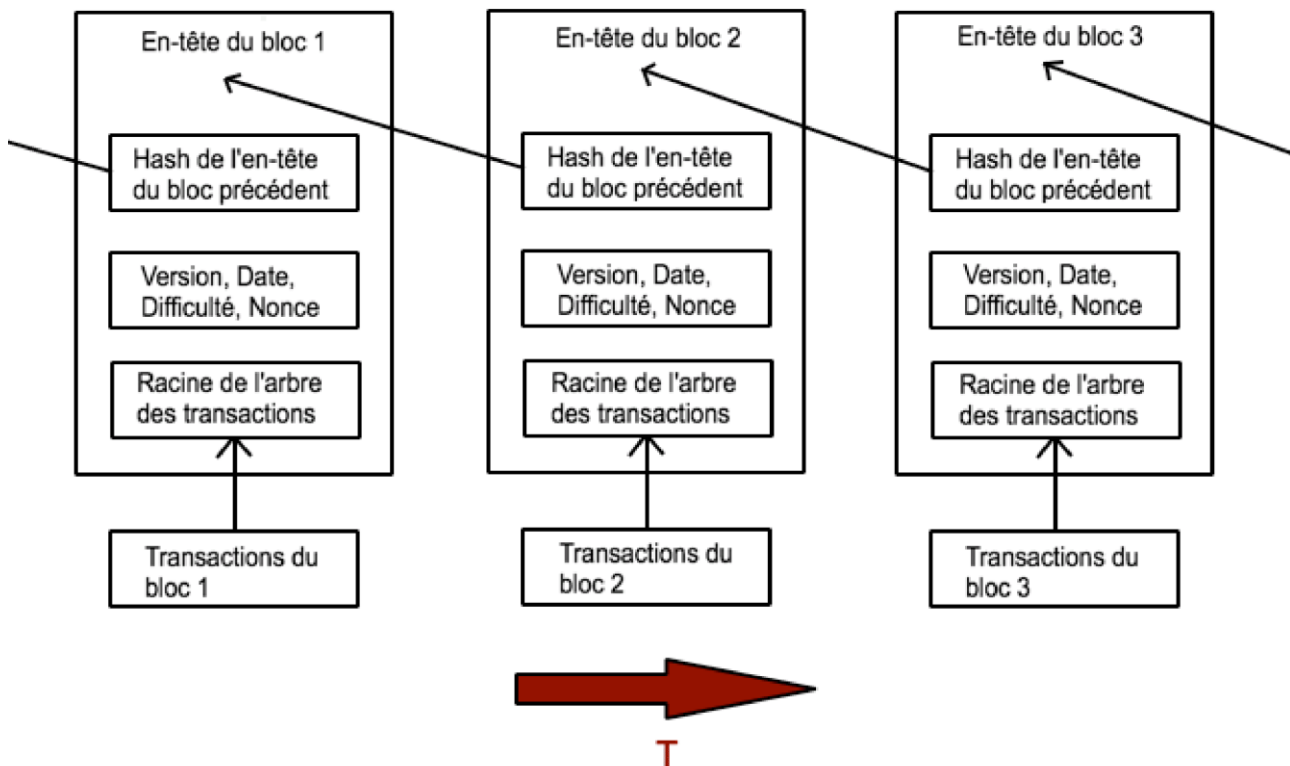 En-tête du bloc 1
Hash de l'en-tête
du bloc précédent
Version, Date,
Difficulté, Nonce
Racine de l'arbre
des transactions
Transactions du
bloc 1
En-tête du bloc 2
Hash de l'en-tête
du bloc précédent
Version, Date,
Difficulté, Nonce
Racine de l'arbre
des transactions
Transactions du
bloc 2
En-tête du bloc 3
Hash de l'en-tête
du bloc précédent
Version, Date,
Difficulté, Nonce
Racine de l'arbre
des transactions
Transactions du
bloc 3
T